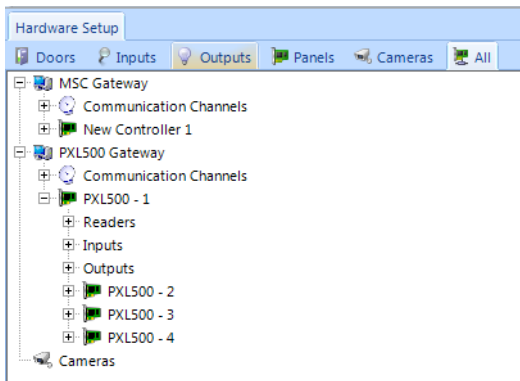 Hardware Setup
Doors Inputs Outputs Panels Cameras All
MSC Gateway
Communication Channels
New Controller 1
PXL500 Gateway
Communication Channels
PXL500 - 1
Readers
Inputs
Outputs
PXL500 - 2
PXL500 - 3
PXL500 - 4
Cameras